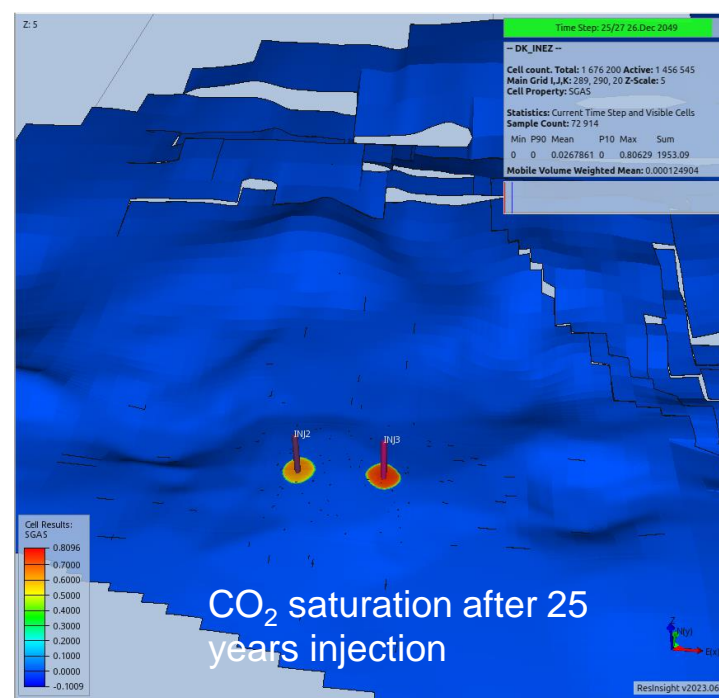 Z: 5
Time Step: 25/27 26.Dec 2049
-- DK_INEZ --
Cell count. Total: 1 676 200 Active: 1 456 545
Main Grid I,J,K: 289, 290, 20 Z-Scale: 5
Cell Property: SGAS
Statistics: Current Time Step and Visible Cells
Sample Count: 72 914
Min P90 Mean P10 Max Sum
0 0 0.0267861 0 0.80629 1953.09
Mobile Volume Weighted Mean: 0.000124904
INJ2
INJ3
Cell Results:
SGAS
0.8096
0.7000
0.6000
0.5000
0.4000
0.3000
0.2000
0.1000
0.0000
-0.1009
CO₂ saturation after 25
years injection
Z
N(y)
E(x)
ResInsight v2023.06